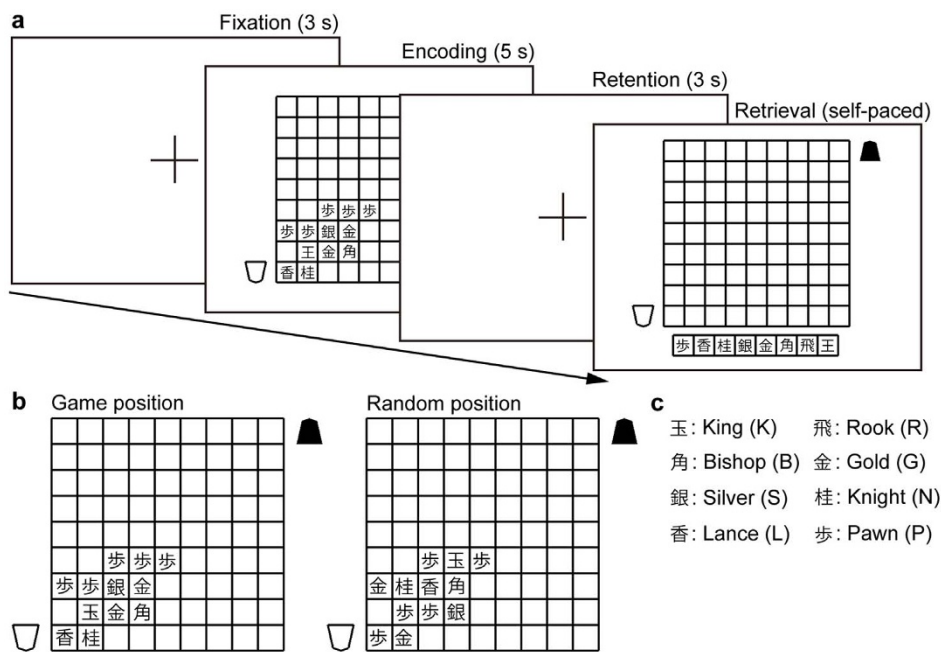 a
Fixation (3 s)
Encoding (5 s)
Retention (3 s)
Retrieval (self-paced)
歩歩歩
歩歩銀金
王金角
香桂
歩香桂銀金角飛王
b
Game position
歩歩歩
歩歩銀金
玉金角
香桂
Random position
歩玉歩
金桂香角
歩歩銀
歩金
c
玉: King (K) 飛: Rook (R)
角: Bishop (B) 金: Gold (G)
銀: Silver (S) 桂: Knight (N)
香: Lance (L) 歩: Pawn (P)